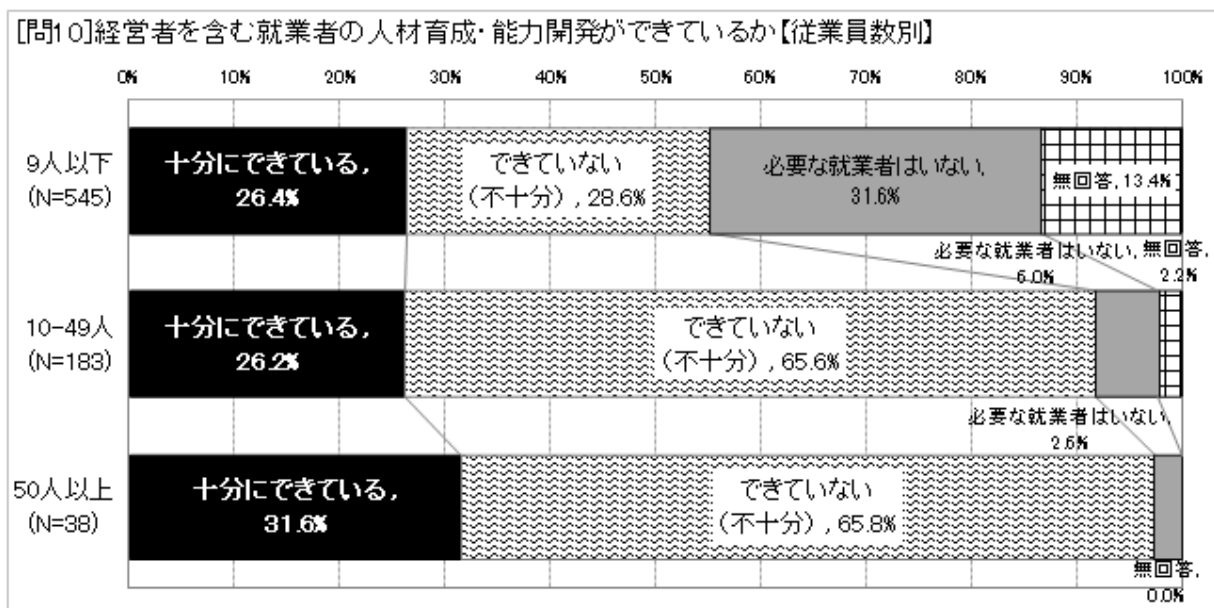 [問10]経営者を含む就業者の人材育成・能力開発ができているか【従業員数別】
0% 10% 20% 30% 40% 50% 60% 70% 80% 90% 100%
9人以下
(N=545)
十分にできている,
26.4%
できていない
(不十分), 28.6%
必要な就業者はいない,
31.6%
無回答, 13.4%
必要な就業者はいない,
6.0%
無回答,
2.2%
10-49人
(N=183)
十分にできている,
26.2%
できていない
(不十分), 65.6%
必要な就業者はいない,
2.6%
50人以上
(N=38)
十分にできている,
31.6%
できていない
(不十分), 65.8%
無回答,
0.0%